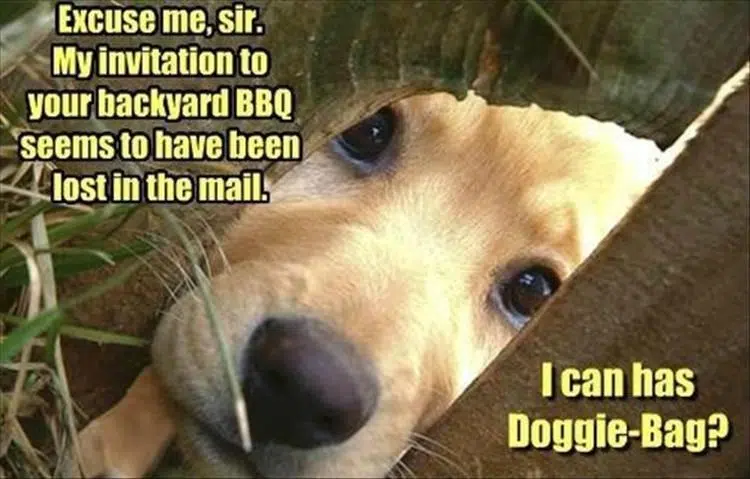 Excuse me, sir.
My invitation to
your backyard BBQ
seems to have been
lost in the mail.
I can has
Doggie-Bag?